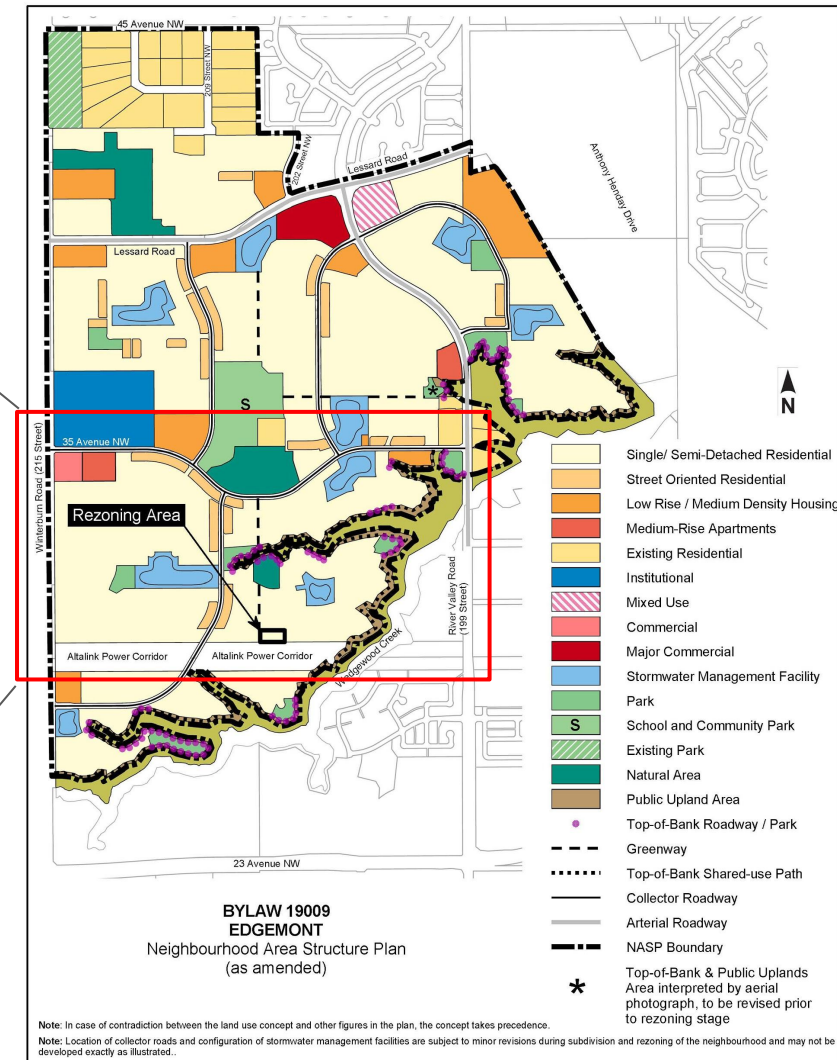 45 Avenue NW
209 Street NW
202 Street NW
Lessard Road
Anthony Henday Drive
Lessard Road
S
*
N
35 Avenue NW
Winterburn Road (215 Street)
Rezoning Area
River Valley Road
(199 Street)
Altalink Power Corridor
Altalink Power Corridor
Wedgewood Creek
23 Avenue NW
Single/ Semi-Detached Residential
Street Oriented Residential
Low Rise / Medium Density Housing
Medium-Rise Apartments
Existing Residential
Institutional
Mixed Use
Commercial
Major Commercial
Stormwater Management Facility
Park
S School and Community Park
Existing Park
Natural Area
Public Upland Area
Top-of-Bank Roadway / Park
Greenway
Top-of-Bank Shared-use Path
Collector Roadway
Arterial Roadway
NASP Boundary
* Top-of-Bank & Public Uplands
Area interpreted by aerial
photograph, to be revised prior
to rezoning stage
BYLAW 19009
EDGEMONT
Neighbourhood Area Structure Plan
(as amended)
Note: In case of contradiction between the land use concept and other figures in the plan, the concept takes precedence.
Note: Location of collector roads and configuration of stormwater management facilities are subject to minor revisions during subdivision and rezoning of the neighbourhood and may not be
developed exactly as illustrated..